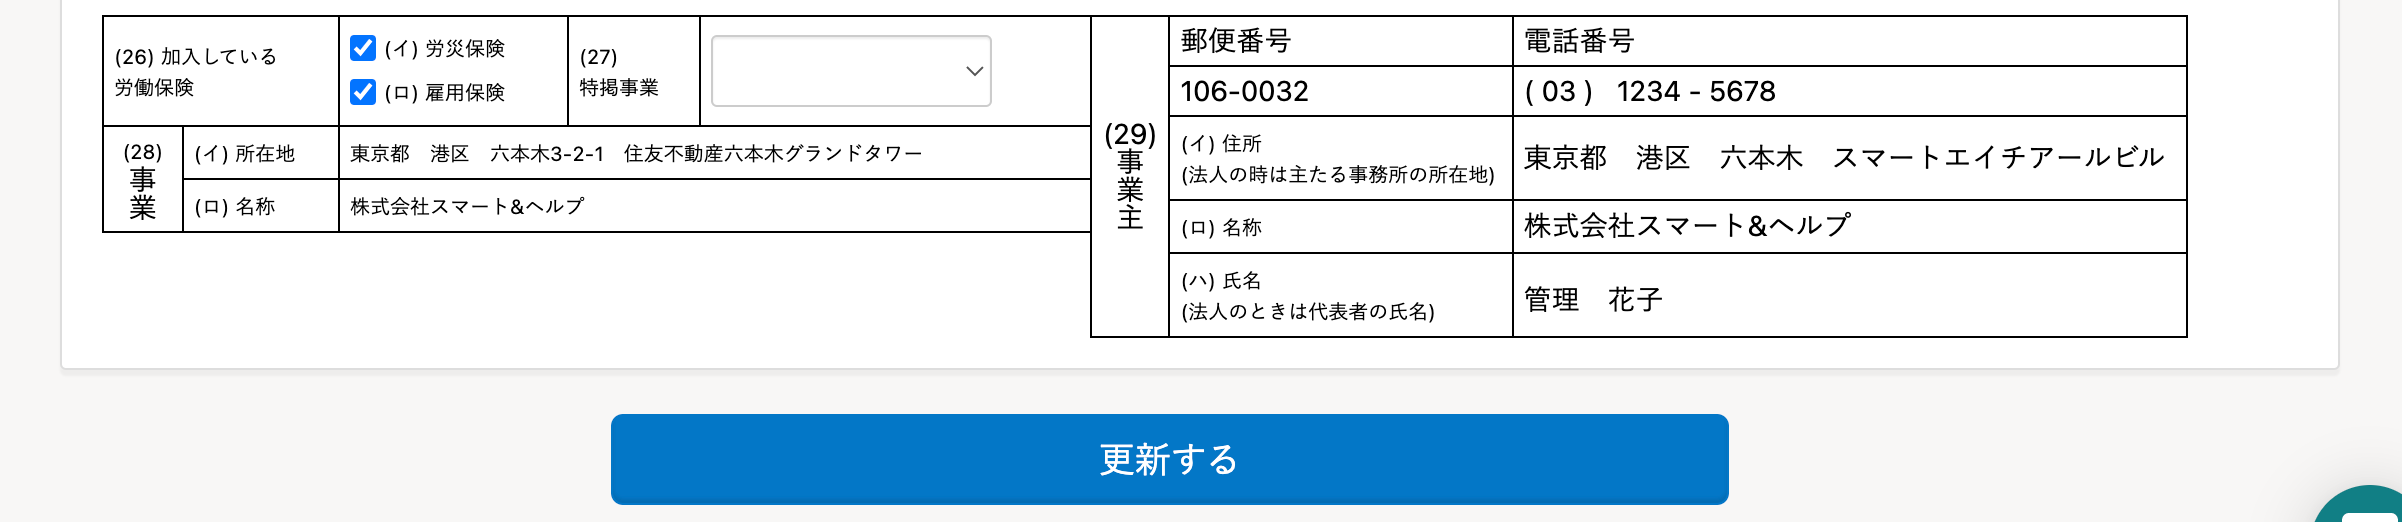 (26) 加入している
労働保険
(イ) 労災保険
(ロ) 雇用保険
(27)
特掲事業
(28)
事業
(イ) 所在地
東京都　港区　六本木3-2-1　住友不動産六本木グランドタワー
(ロ) 名称
株式会社スマート&ヘルプ
(29)
事業主
郵便番号
電話番号
106-0032
( 03 )　1234 - 5678
(イ) 住所
(法人の時は主たる事務所の所在地)
東京都　港区　六本木　スマートエイチアールビル
(ロ) 名称
株式会社スマート&ヘルプ
(ハ) 氏名
(法人のときは代表者の氏名)
管理　花子
更新する